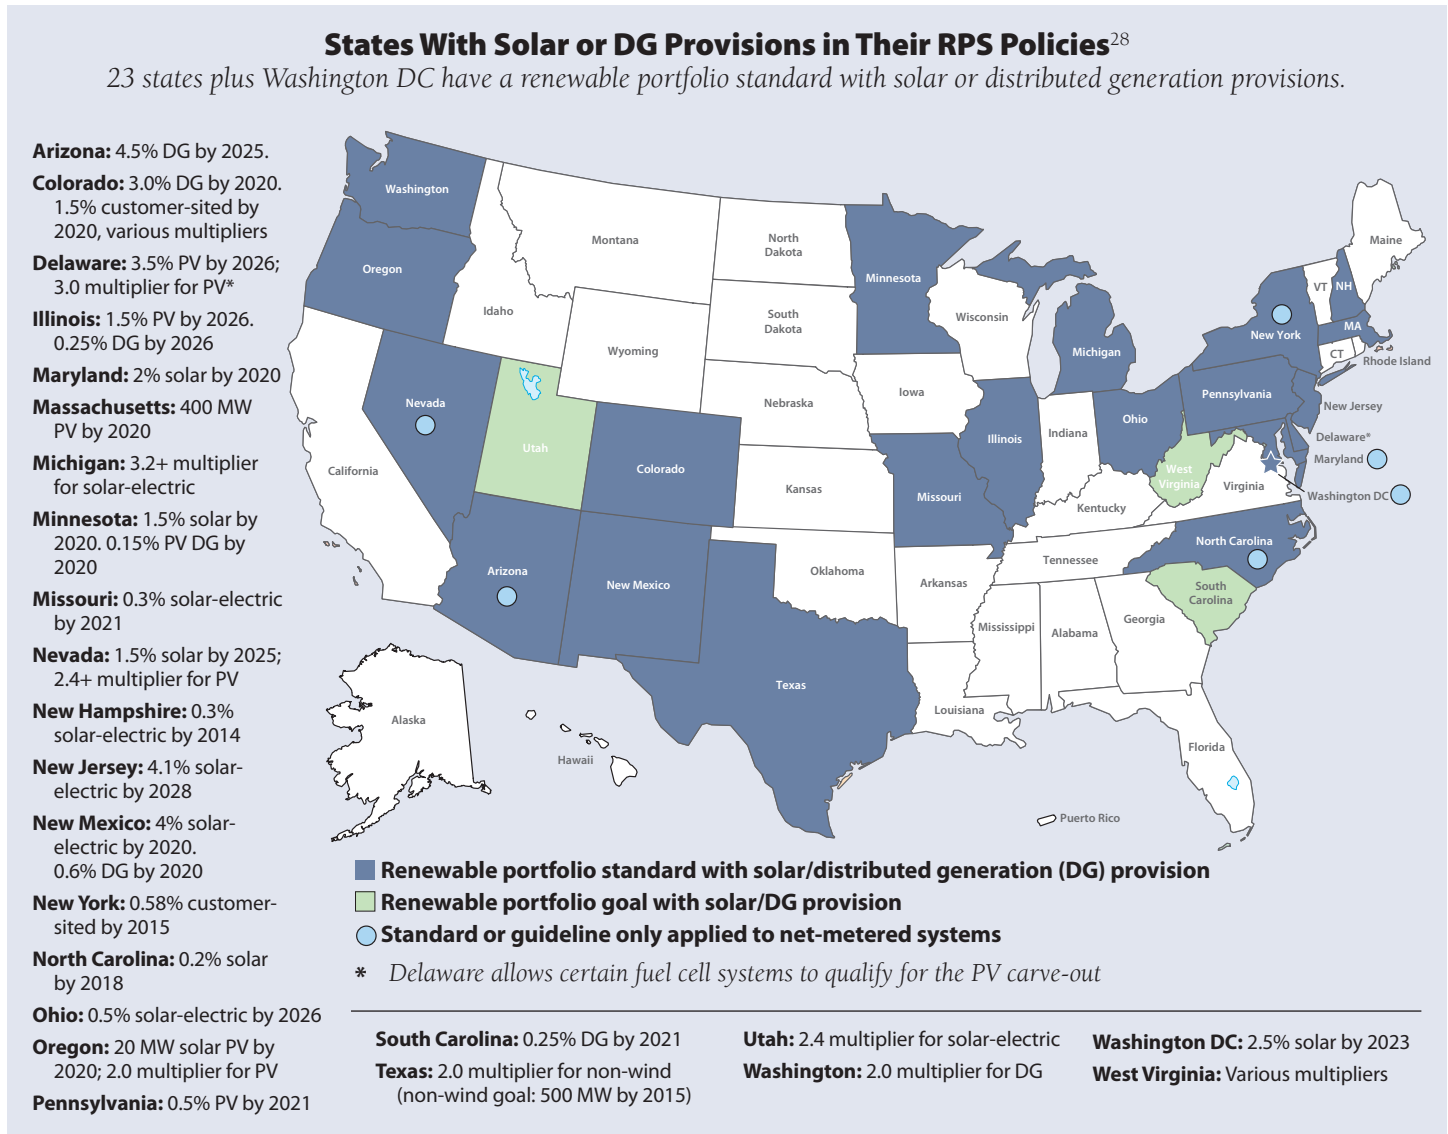 States With Solar or DG Provisions in Their RPS Policies28
23 states plus Washington DC have a renewable portfolio standard with solar or distributed generation provisions.
Arizona: 4.5% DG by 2025.
Colorado: 3.0% DG by 2020.
1.5% customer-sited by
2020, various multipliers
Delaware: 3.5% PV by 2026;
3.0 multiplier for PV*
Illinois: 1.5% PV by 2026.
0.25% DG by 2026
Maryland: 2% solar by 2020
Massachusetts: 400 MW
PV by 2020
Michigan: 3.2+ multiplier
for solar-electric
Minnesota: 1.5% solar by
2020. 0.15% PV DG by
2020
Missouri: 0.3% solar-electric
by 2021
Nevada: 1.5% solar by 2025;
2.4+ multiplier for PV
New Hampshire: 0.3%
solar-electric by 2014
New Jersey: 4.1% solar-
electric by 2028
New Mexico: 4% solar-
electric by 2020.
0.6% DG by 2020
New York: 0.58% customer-
sited by 2015
North Carolina: 0.2% solar
by 2018
Ohio: 0.5% solar-electric by 2026
Oregon: 20 MW solar PV by
2020; 2.0 multiplier for PV
Pennsylvania: 0.5% PV by 2021
Washington
Oregon
California
Nevada
Idaho
Montana
Wyoming
Utah
Colorado
Arizona
New Mexico
North
Dakota
South
Dakota
Nebraska
Kansas
Oklahoma
Texas
Minnesota
Iowa
Missouri
Arkansas
Louisiana
Wisconsin
Illinois
Michigan
Indiana
Ohio
Kentucky
Tennessee
Mississippi
Alabama
Georgia
Florida
South
Carolina
North Carolina
Virginia
West
Virginia
Pennsylvania
New York
VT
NH
Maine
MA
CT
Rhode Island
New Jersey
Delaware*
Maryland
Washington DC
Alaska
Hawaii
Puerto Rico
Renewable portfolio standard with solar/distributed generation (DG) provision
Renewable portfolio goal with solar/DG provision
Standard or guideline only applied to net-metered systems
* Delaware allows certain fuel cell systems to qualify for the PV carve-out
South Carolina: 0.25% DG by 2021
Texas: 2.0 multiplier for non-wind
(non-wind goal: 500 MW by 2015)
Utah: 2.4 multiplier for solar-electric
Washington: 2.0 multiplier for DG
Washington DC: 2.5% solar by 2023
West Virginia: Various multipliers